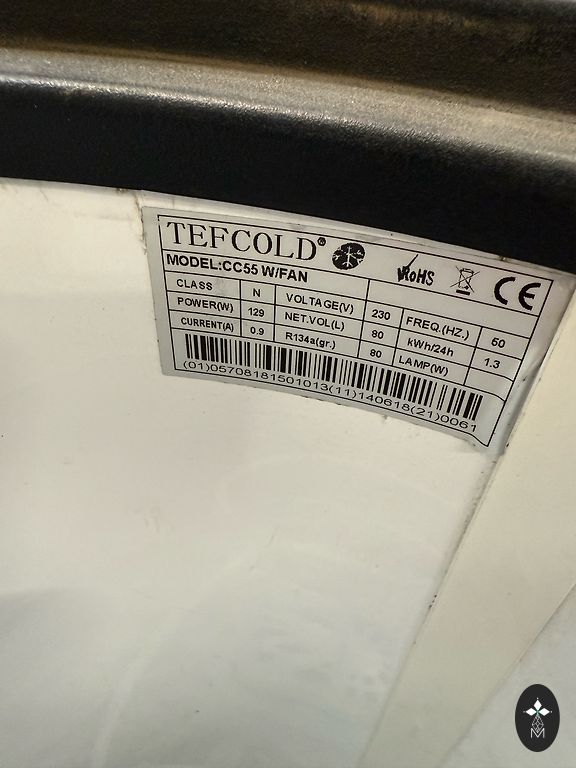 TEFCOLD®
RoHS
CE
MODEL:CC55 W/FAN
CLASS N VOLTAGE(V) 230 FREQ.(HZ.) 50
POWER(W) 129 NET.VOL(L) 80 kWh/24h 1.3
CURRENT(A) 0.9 R134a(gr.) 80 LAMP(W)
(01)05708181501013(11)140618(21)0061
M